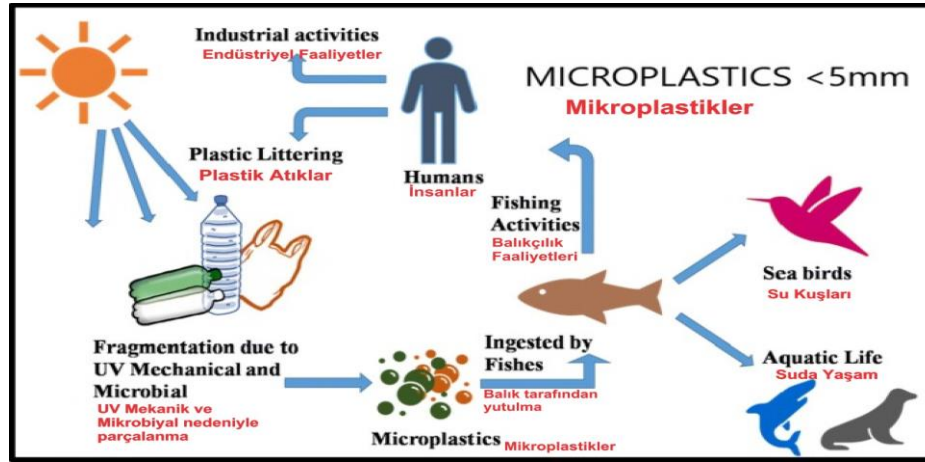 Industrial activities
Endüstriyel Faaliyetler
MICROPLASTICS <5mm
Mikroplastikler
Plastic Littering
Plastik Atıklar
Humans
İnsanlar
Fishing
Activities
Balıkçılık
Faaliyetleri
Sea birds
Su Kuşları
Fragmentation due to
UV Mechanical and
Microbial
UV Mekanik ve
Mikrobiyal nedeniyle
parçalanma
Microplastics
Mikroplastikler
Ingested by
Fishes
Balık tarafından
yutulma
Aquatic Life
Suda Yaşam